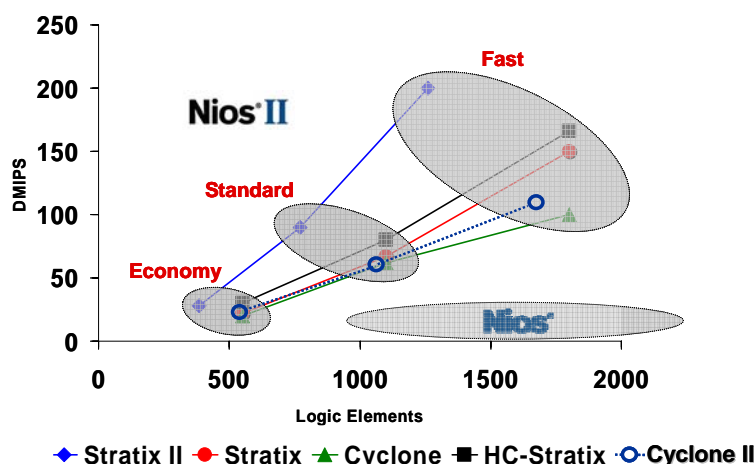 250
200
150
100
50
0
DMIPS
Fast
Nios® II
Standard
Economy
Nios®
0 500 1000 1500 2000
Logic Elements
Stratix II Stratix Cyclone HC-Stratix Cyclone II